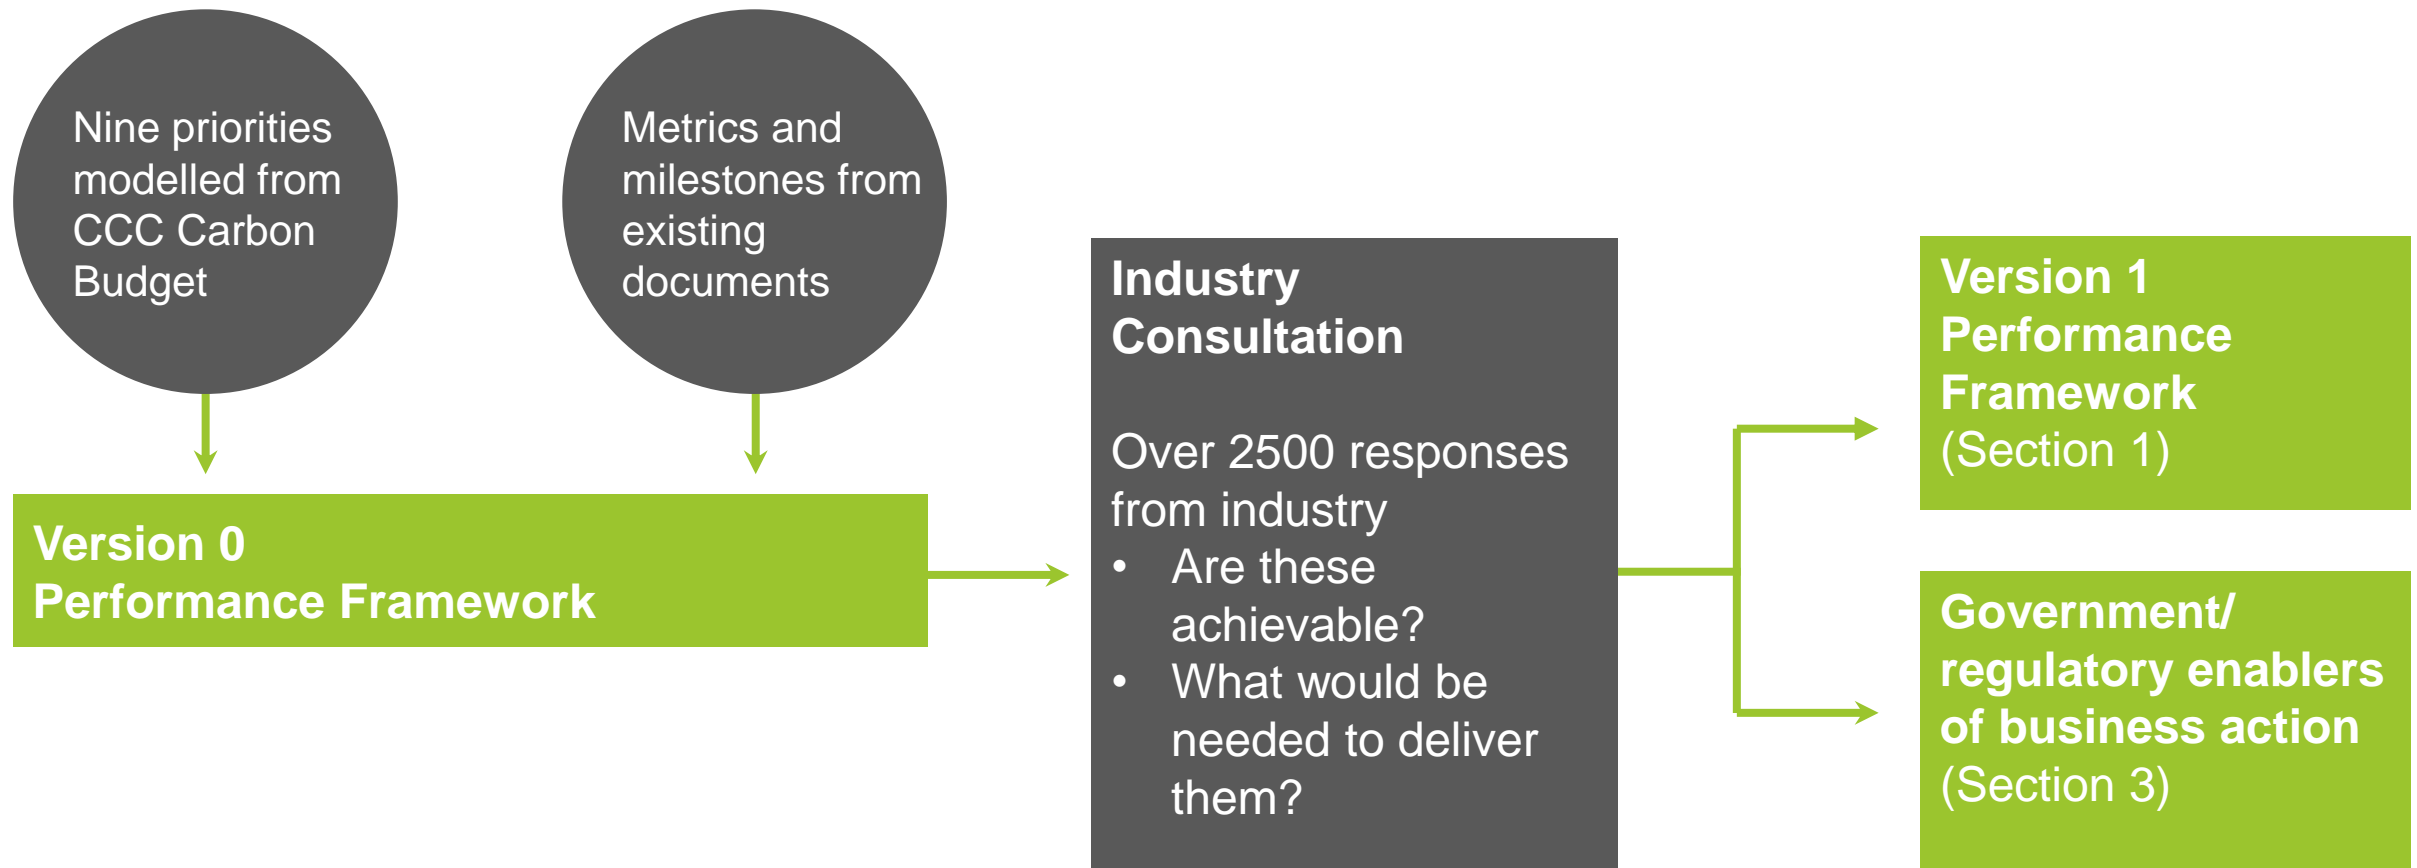 Nine priorities
modelled from
CCC Carbon
Budget
Metrics and
milestones from
existing
documents
Version 0
Performance Framework
Industry
Consultation
Over 2500 responses
from industry
• Are these
achievable?
• What would be
needed to deliver
them?
Version 1
Performance
Framework
(Section 1)
Government/
regulatory enablers
of business action
(Section 3)